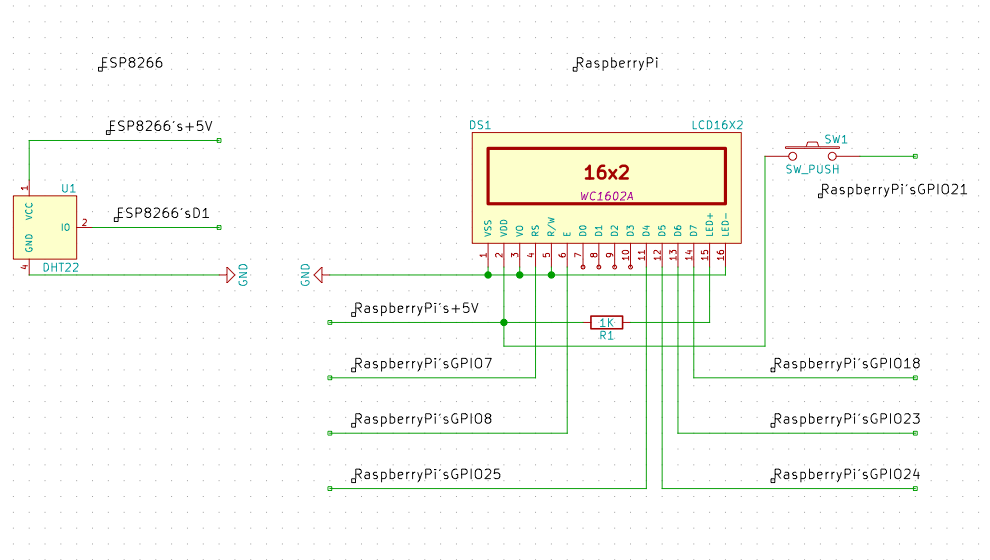 ESP8266
RaspberryPi
ESP8266's+5V
DS1
LCD16X2
SW1
16x2
SW_PUSH
WC1602A
RaspberryPi'sGPIO21
U1
1
VCC
ESP8266'sD1
IO
2
GND
4
DHT22
GND
GND
VSS
VDD
VO
RS
R/W
E
D0
D1
D2
D3
D4
D5
D6
D7
LED+
LED-
1
2
3
4
5
6
7
8
9
10
11
12
13
14
15
16
RaspberryPi's+5V
1K
R1
RaspberryPi'sGPIO7
RaspberryPi'sGPIO18
RaspberryPi'sGPIO8
RaspberryPi'sGPIO23
RaspberryPi'sGPIO25
RaspberryPi'sGPIO24